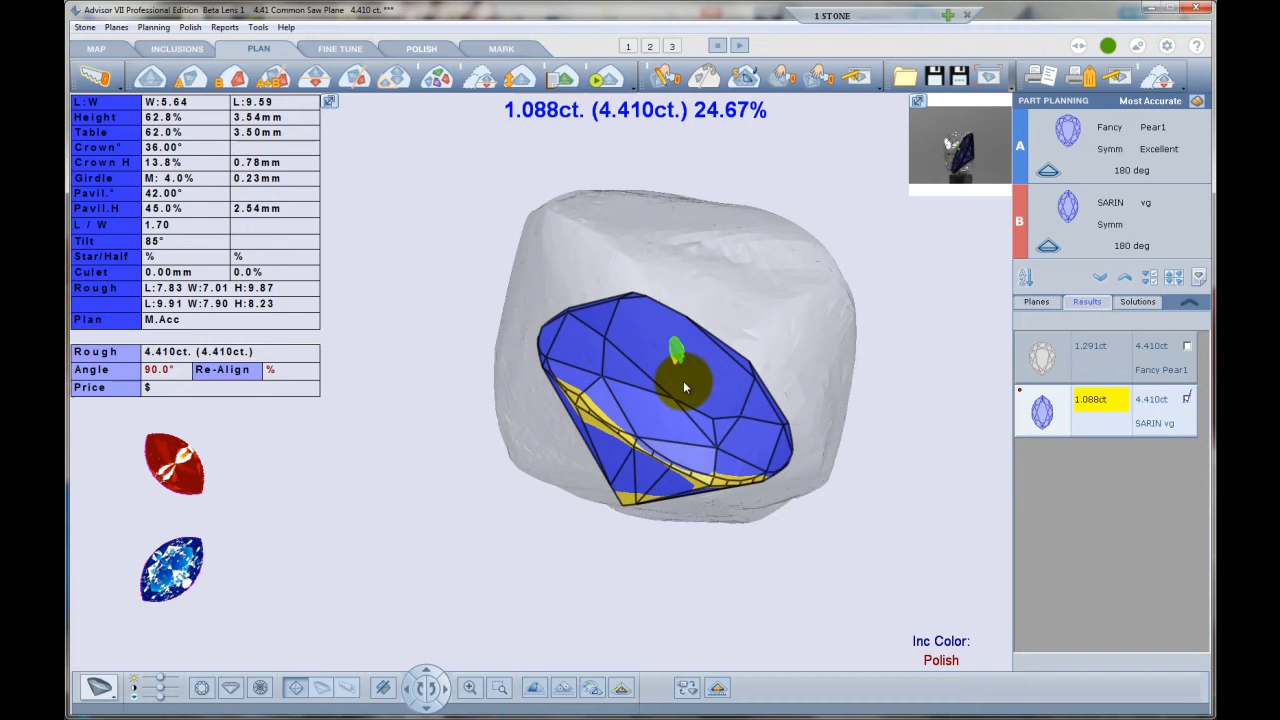 Advisor VII Professional Edition Beta Lens 1 4.41 Common Saw Plane 4.410 ct. ***
1 STONE
Stone Planes Planning Polish Reports Tools Help
MAP INCLUSIONS PLAN FINE TUNE POLISH MARK 1 2 3
L:W W:5.64 L:9.59
Height 62.8% 3.54mm
Table 62.0% 3.50mm
Crown° 36.00°
Crown H 13.8% 0.78mm
Girdle M: 4.0% 0.23mm
Pavil.° 42.00°
Pavil.H 45.0% 2.54mm
L / W 1.70
Tilt 85°
Star/Half % %
Culet 0.00mm 0.0%
Rough L:7.83 W:7.01 H:9.87
L:9.91 W:7.90 H:8.23
Plan M.Acc
Rough 4.410ct. (4.410ct.)
Angle 90.0° Re-Align %
Price $
1.088ct. (4.410ct.) 24.67%
Inc Color:
Polish
PART PLANNING Most Accurate
A
Fancy Pear1
Symm Excellent
180 deg
B
SARIN vg
Symm
180 deg
Planes Results Solutions
1.291ct 4.410ct
Fancy Pear1
1.088ct 4.410ct
SARIN vg